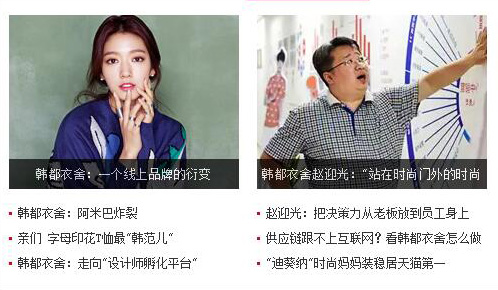 韩都衣舍：一个线上品牌的衍变
韩都衣舍赵迎光：“站在时尚门外的时尚
韩都衣舍：阿米巴炸裂
亲们 字母印花T恤最“韩范儿”
韩都衣舍：走向“设计师孵化平台”
赵迎光：把决策力从老板放到员工身上
供应链跟不上互联网？看韩都衣舍怎么做
“迪葵纳”时尚妈妈装稳居天猫第一